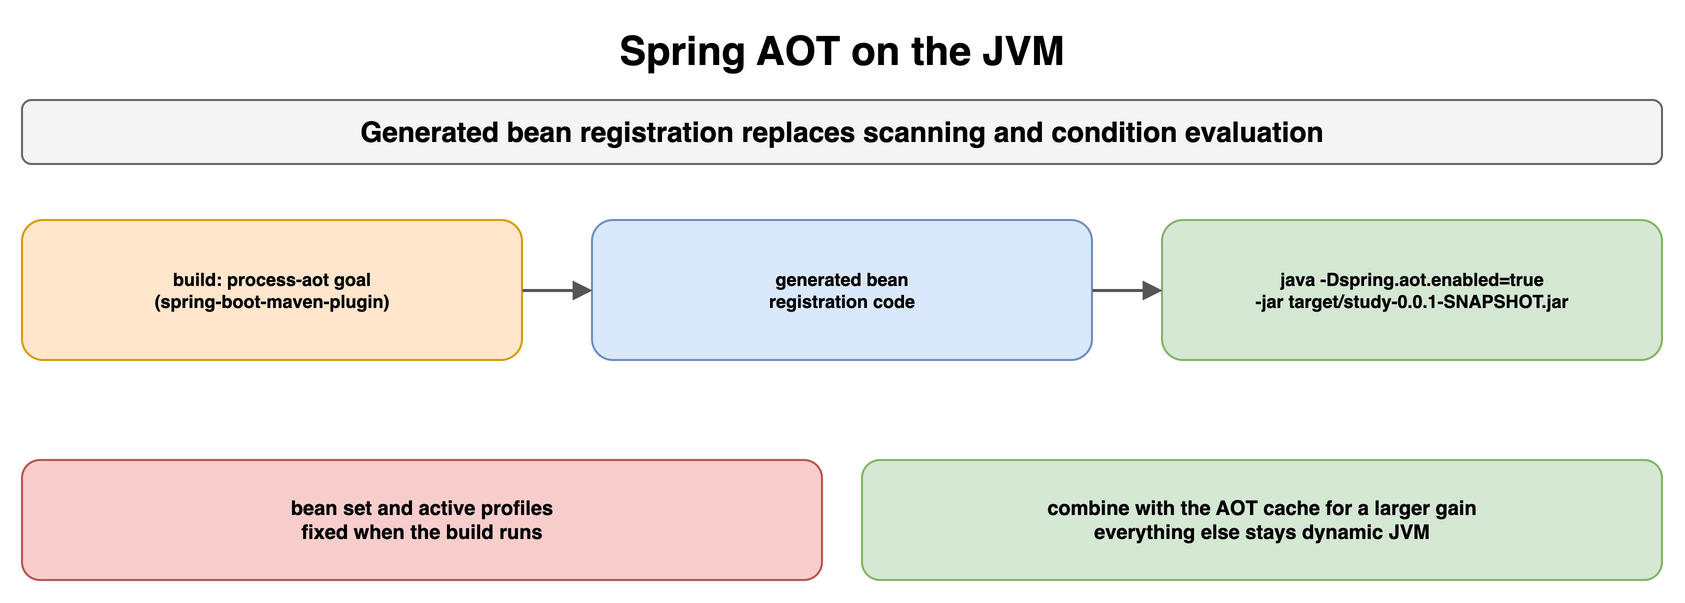 Spring AOT on the JVM
Generated bean registration replaces scanning and condition evaluation
build: process-aot goal
(spring-boot-maven-plugin)
generated bean
registration code
java -Dspring.aot.enabled=true
-jar target/study-0.0.1-SNAPSHOT.jar
bean set and active profiles
fixed when the build runs
combine with the AOT cache for a larger gain
everything else stays dynamic JVM